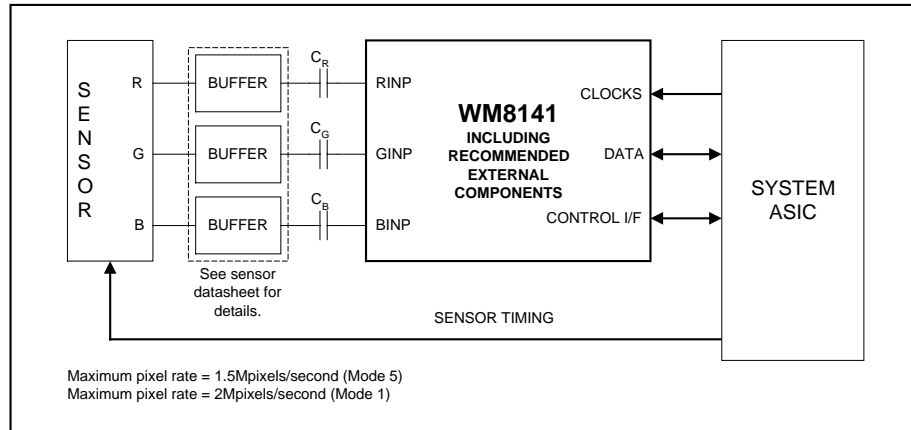 SENSOR
R
G
B
BUFFER
BUFFER
BUFFER
See sensor
datasheet for
details.
CR
CG
CB
RINP
GINP
BINP
WM8141
INCLUDING
RECOMMENDED
EXTERNAL
COMPONENTS
CLOCKS
DATA
CONTROL I/F
SYSTEM
ASIC
SENSOR TIMING
Maximum pixel rate = 1.5Mpixels/second (Mode 5)
Maximum pixel rate = 2Mpixels/second (Mode 1)